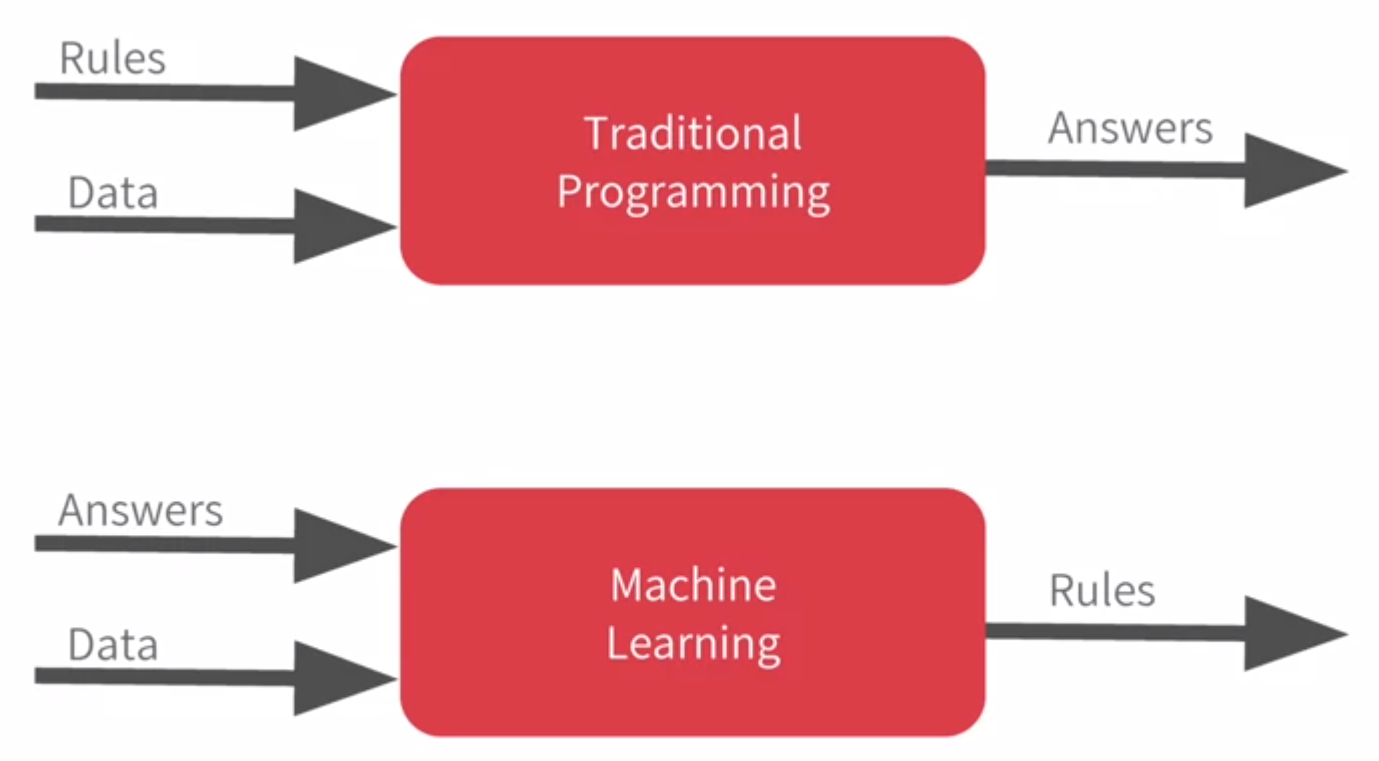 Rules
Data
Traditional
Programming
Answers
Answers
Data
Machine
Learning
Rules